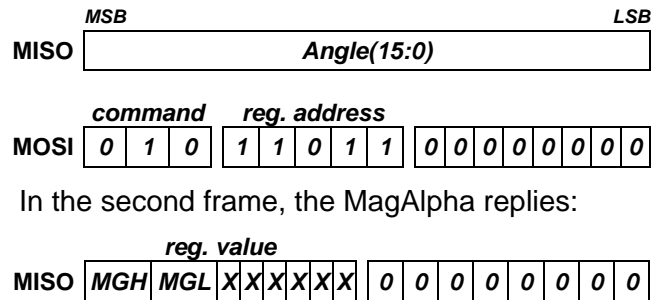 MSB LSB
MISO Angle(15:0)
command reg. address
MOSI 0 1 0 1 1 0 1 1 0 0 0 0 0 0 0 0
In the second frame, the MagAlpha replies:
reg. value
MISO MGH MGL X X X X X X 0 0 0 0 0 0 0 0